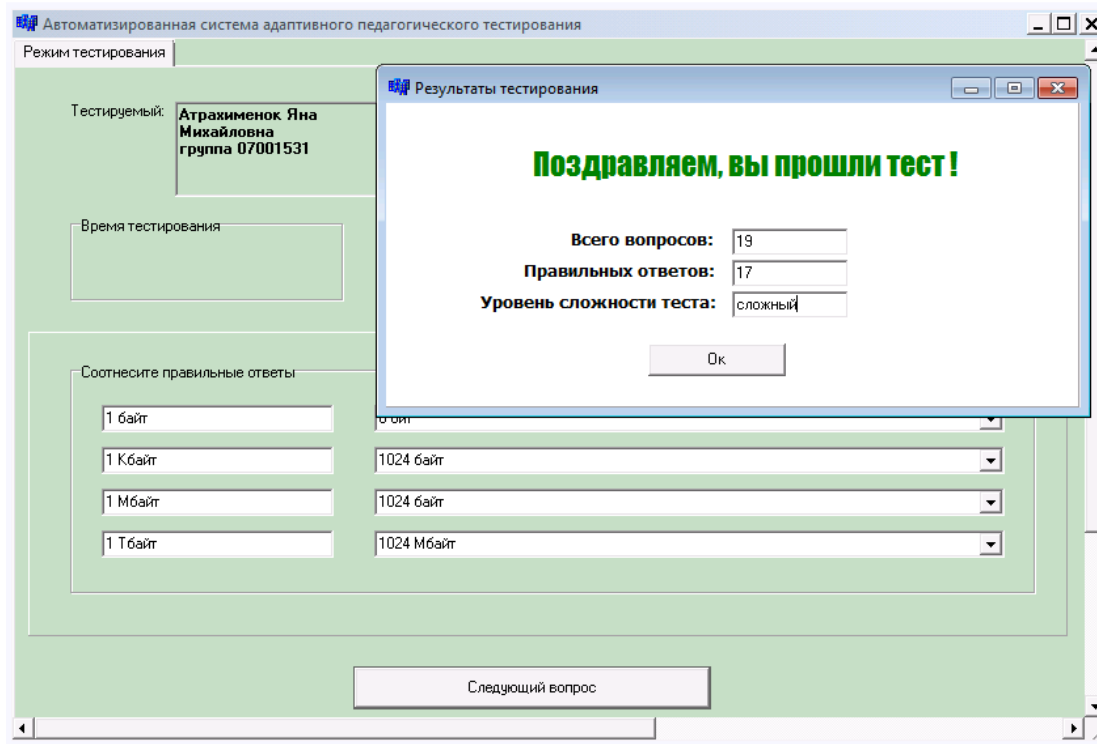 Автоматизированная система адаптивного педагогического тестирования
Режим тестирования
Тестируемый:
Атрахименок Яна
Михайловна
группа 07001531
Время тестирования
Результаты тестирования
Поздравляем, вы прошли тест !
Всего вопросов: 19
Правильных ответов: 17
Уровень сложности теста: сложный
Ок
Соотнесите правильные ответы
1 байт
1 Кбайт 1024 байт
1 Мбайт 1024 байт
1 Тбайт 1024 Мбайт
Следующий вопрос